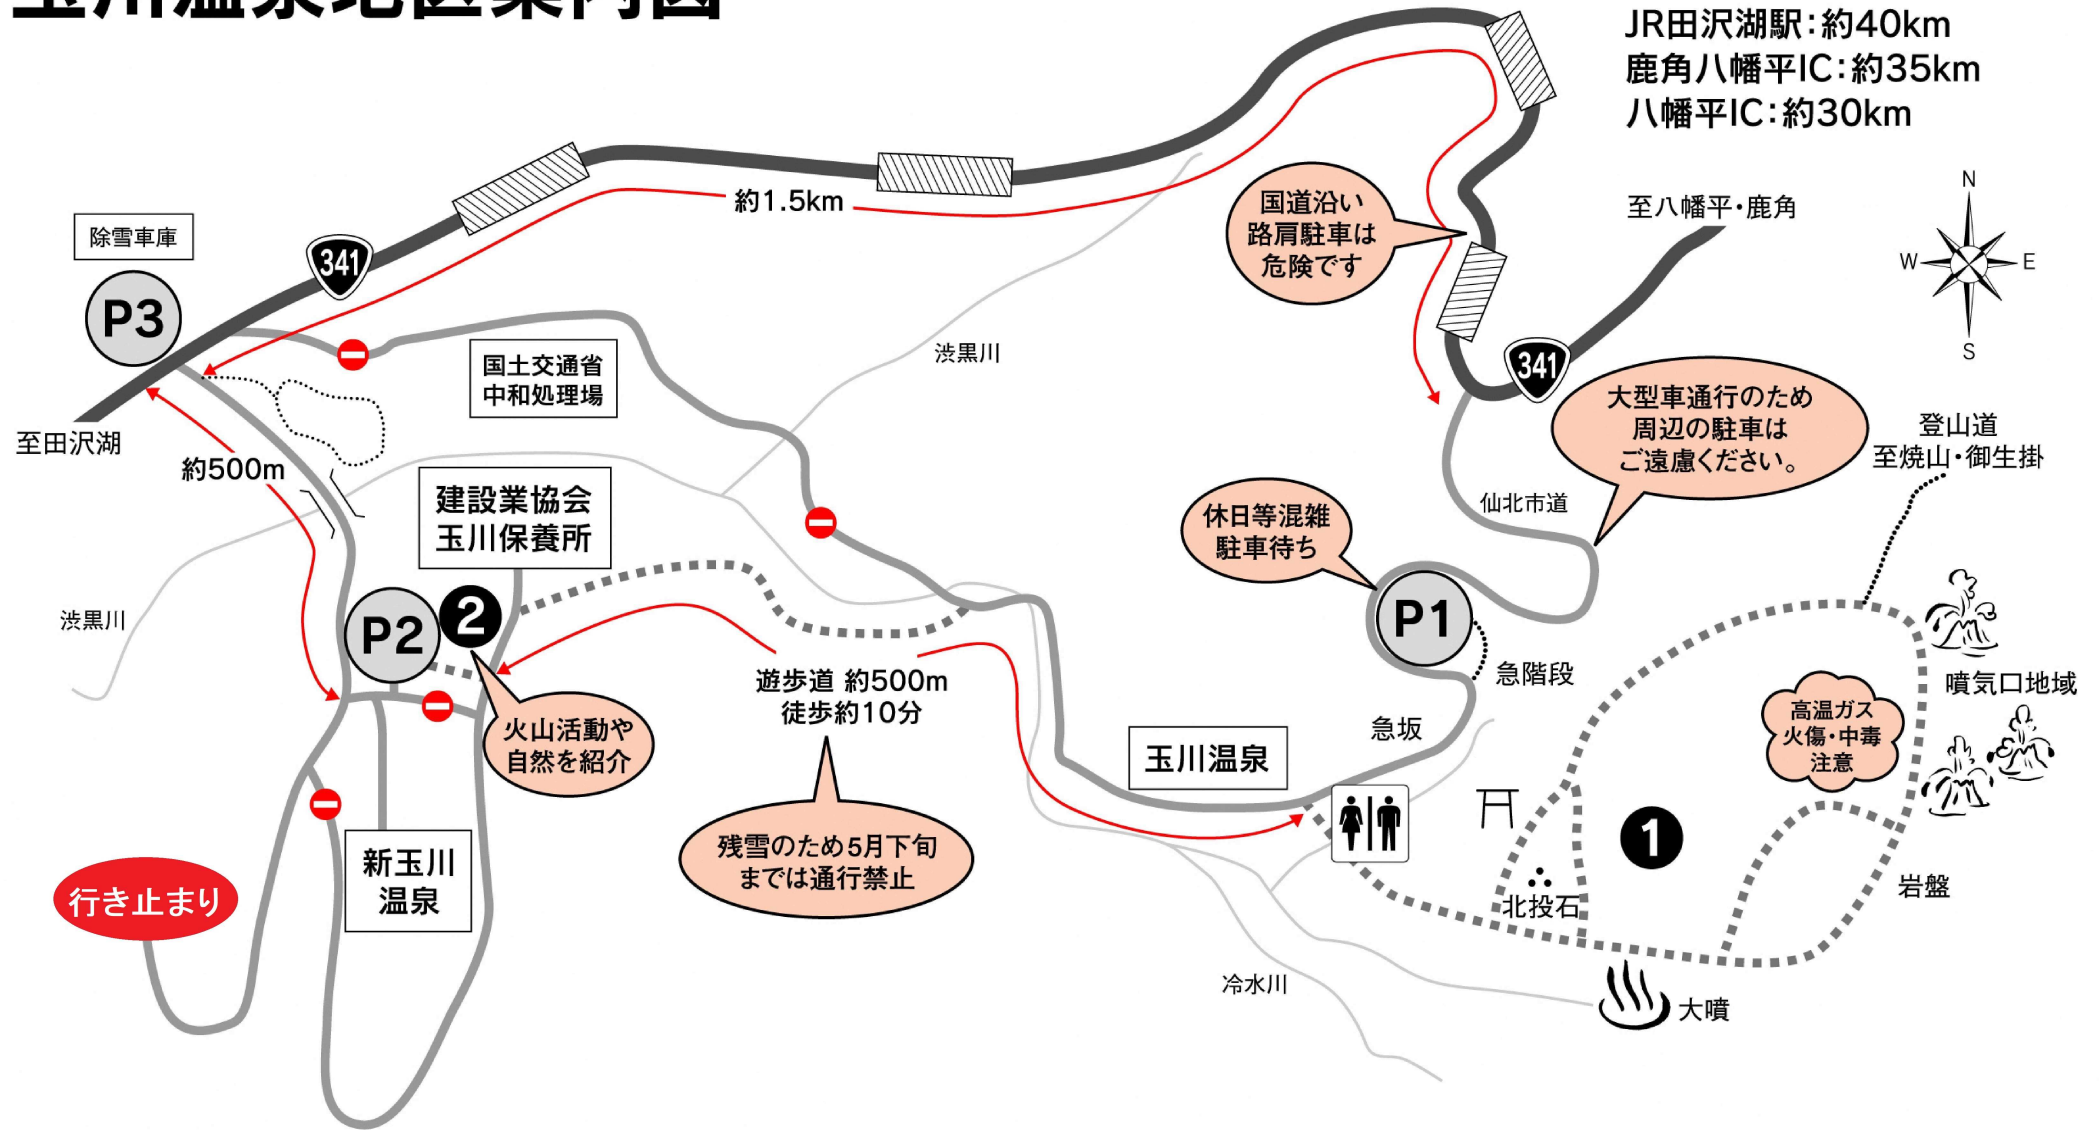 玉川温泉地区案内図
JR田沢湖駅：約40km
鹿角八幡平IC：約35km
八幡平IC：約30km
N
W
E
S
至八幡平・鹿角
国道沿い
路肩駐車は
危険です
約1.5km
除雪車庫
P3
341
341
至田沢湖
約500m
国土交通省
中和処理場
渋黒川
大型車通行のため
周辺の駐車は
ご遠慮ください。
登山道
至焼山・御生掛
仙北市道
休日等混雑
駐車待ち
P1
急階段
急坂
建設業協会
玉川保養所
渋黒川
P2
2
火山活動や
自然を紹介
遊歩道 約500m
徒歩約10分
残雪のため5月下旬
までは通行禁止
玉川温泉
噴気口地域
高温ガス
火傷・中毒
注意
1
北投石
岩盤
大噴
冷水川
新玉川
温泉
行き止まり